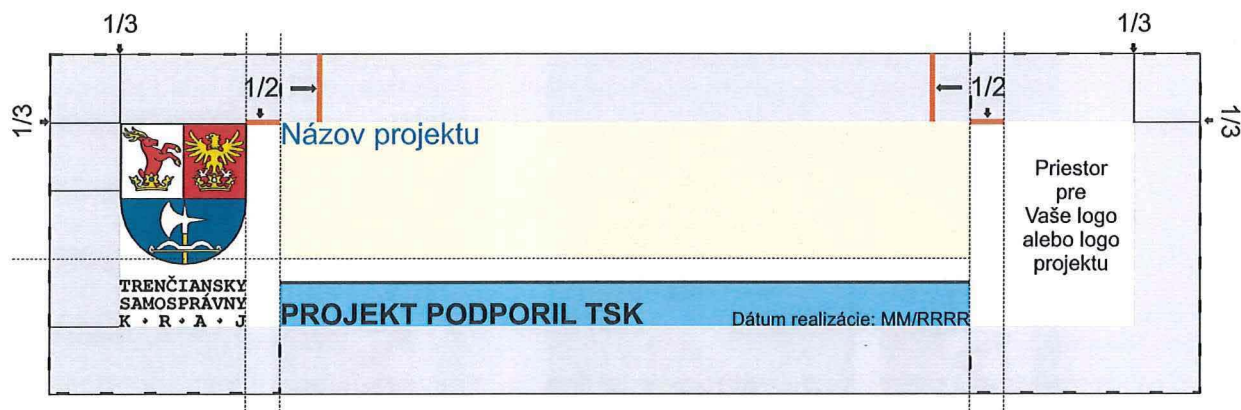 1/3
1/3
1/2
1/2
1/3
1/3
Názov projektu
Priestor
pre
Vaše logo
alebo logo
projektu
TRENČIANSKY
SAMOSPRÁVNY
K • R • A • J
PROJEKT PODPORIL TSK
Dátum realizácie: MM/RRRR